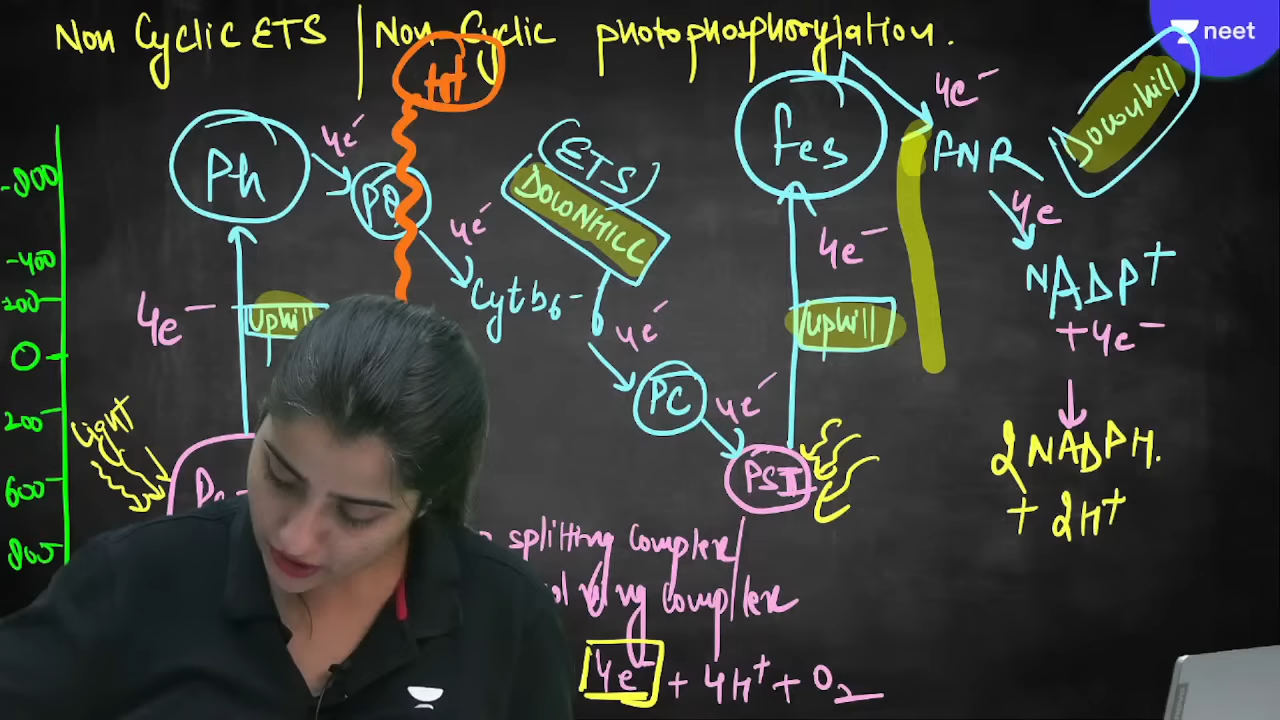 Non Cyclic ETS | Non Cyclic photophosphorylation.
neet
H+
4e-
4e-
Downhill
Ph
4e-
PQ
(ETS)
DOWNHILL
Fes
FNR
-800
4e-
4e
-400
Cytb6-
4e-
NADP+
+4e-
200
4e-
Uphill
4e-
Uphill
0
PC
4e-
200
Light
2NADPH.
+ 2H+
PSI
600
800
splitting complex
complex
4e- + 4H+ + O2